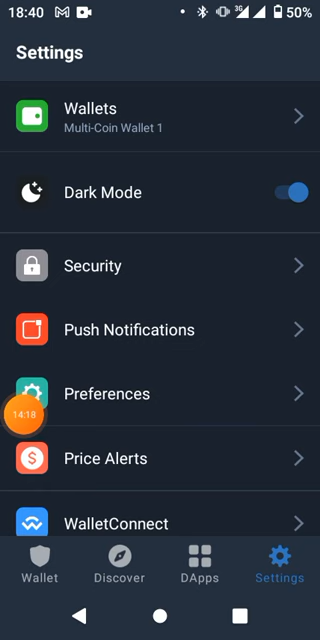 18:40
3G
50%
Settings
Wallets
Multi-Coin Wallet 1
Dark Mode
Security
Push Notifications
Preferences
14:18
Price Alerts
$
WalletConnect
Wallet
Discover
DApps
Settings